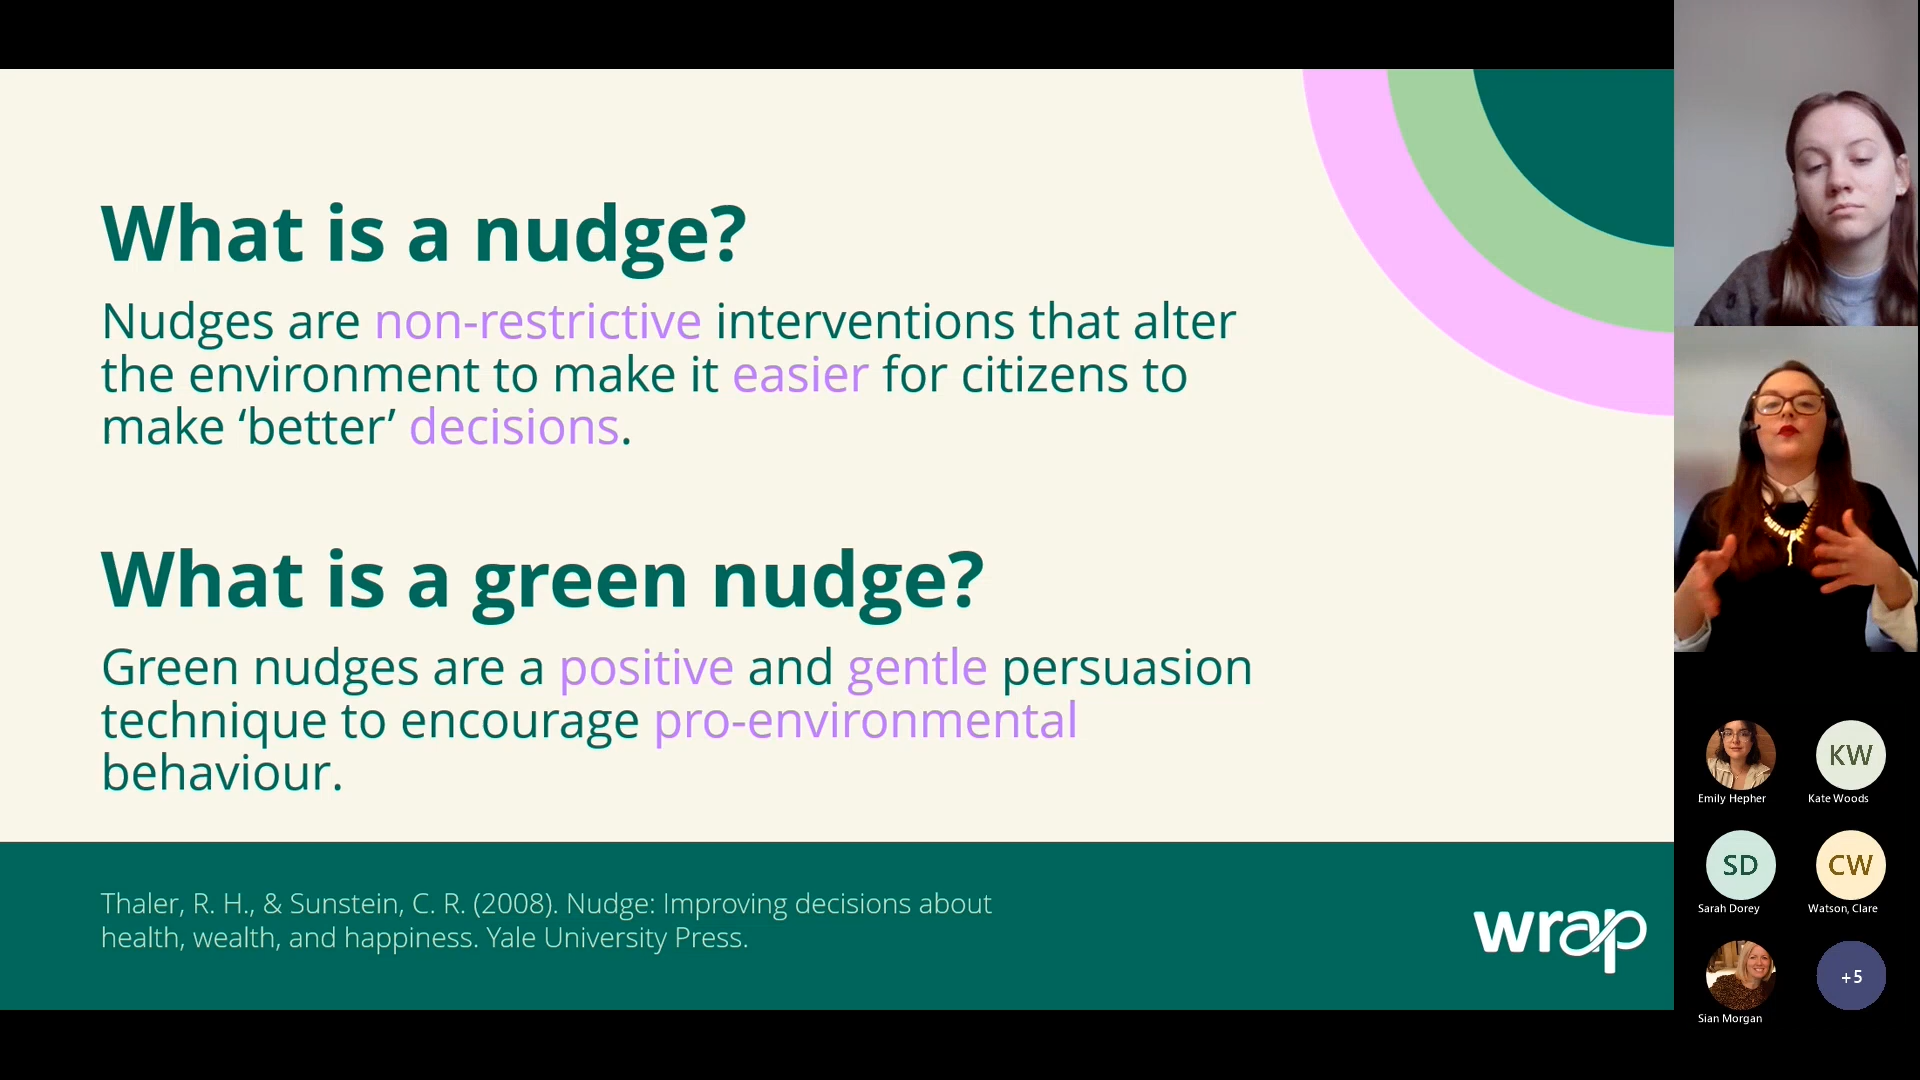 What is a nudge?
Nudges are non-restrictive interventions that alter
the environment to make it easier for citizens to
make ‘better’ decisions.
What is a green nudge?
Green nudges are a positive and gentle persuasion
technique to encourage pro-environmental
behaviour.
Thaler, R. H., & Sunstein, C. R. (2008). Nudge: Improving decisions about
health, wealth, and happiness. Yale University Press.
wrap
Emily Hepher
KW
Kate Woods
SD
Sarah Dorey
CW
Watson, Clare
Sian Morgan
+5